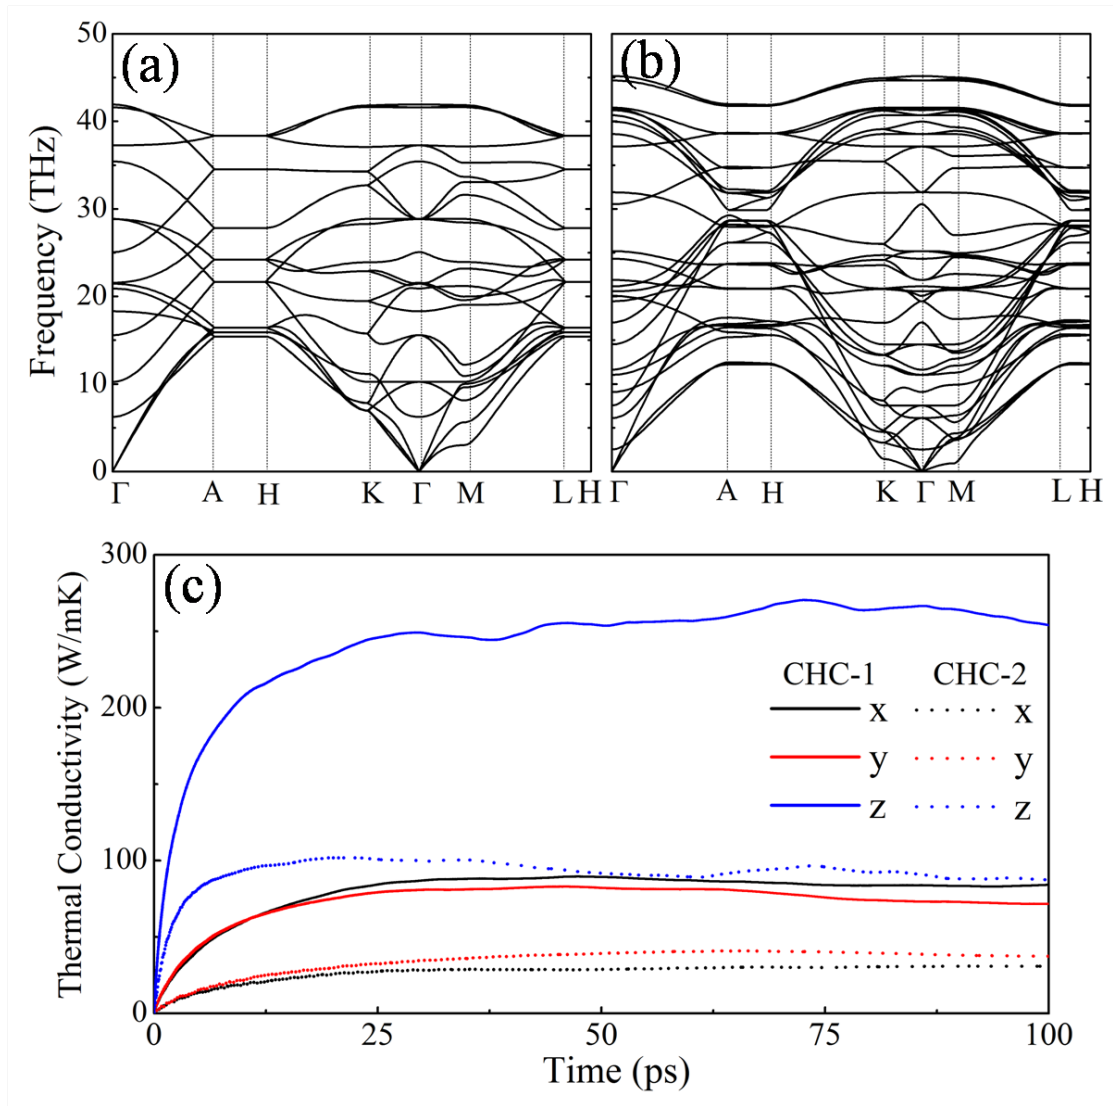 (a)
(b)
Frequency (THz)
50
40
30
20
10
0
Γ A H K Γ M L H
Γ A H K Γ M L H
(c)
Thermal Conductivity (W/mK)
300
200
100
0
CHC-1 CHC-2
x x
y y
z z
0 25 50 75 100
Time (ps)